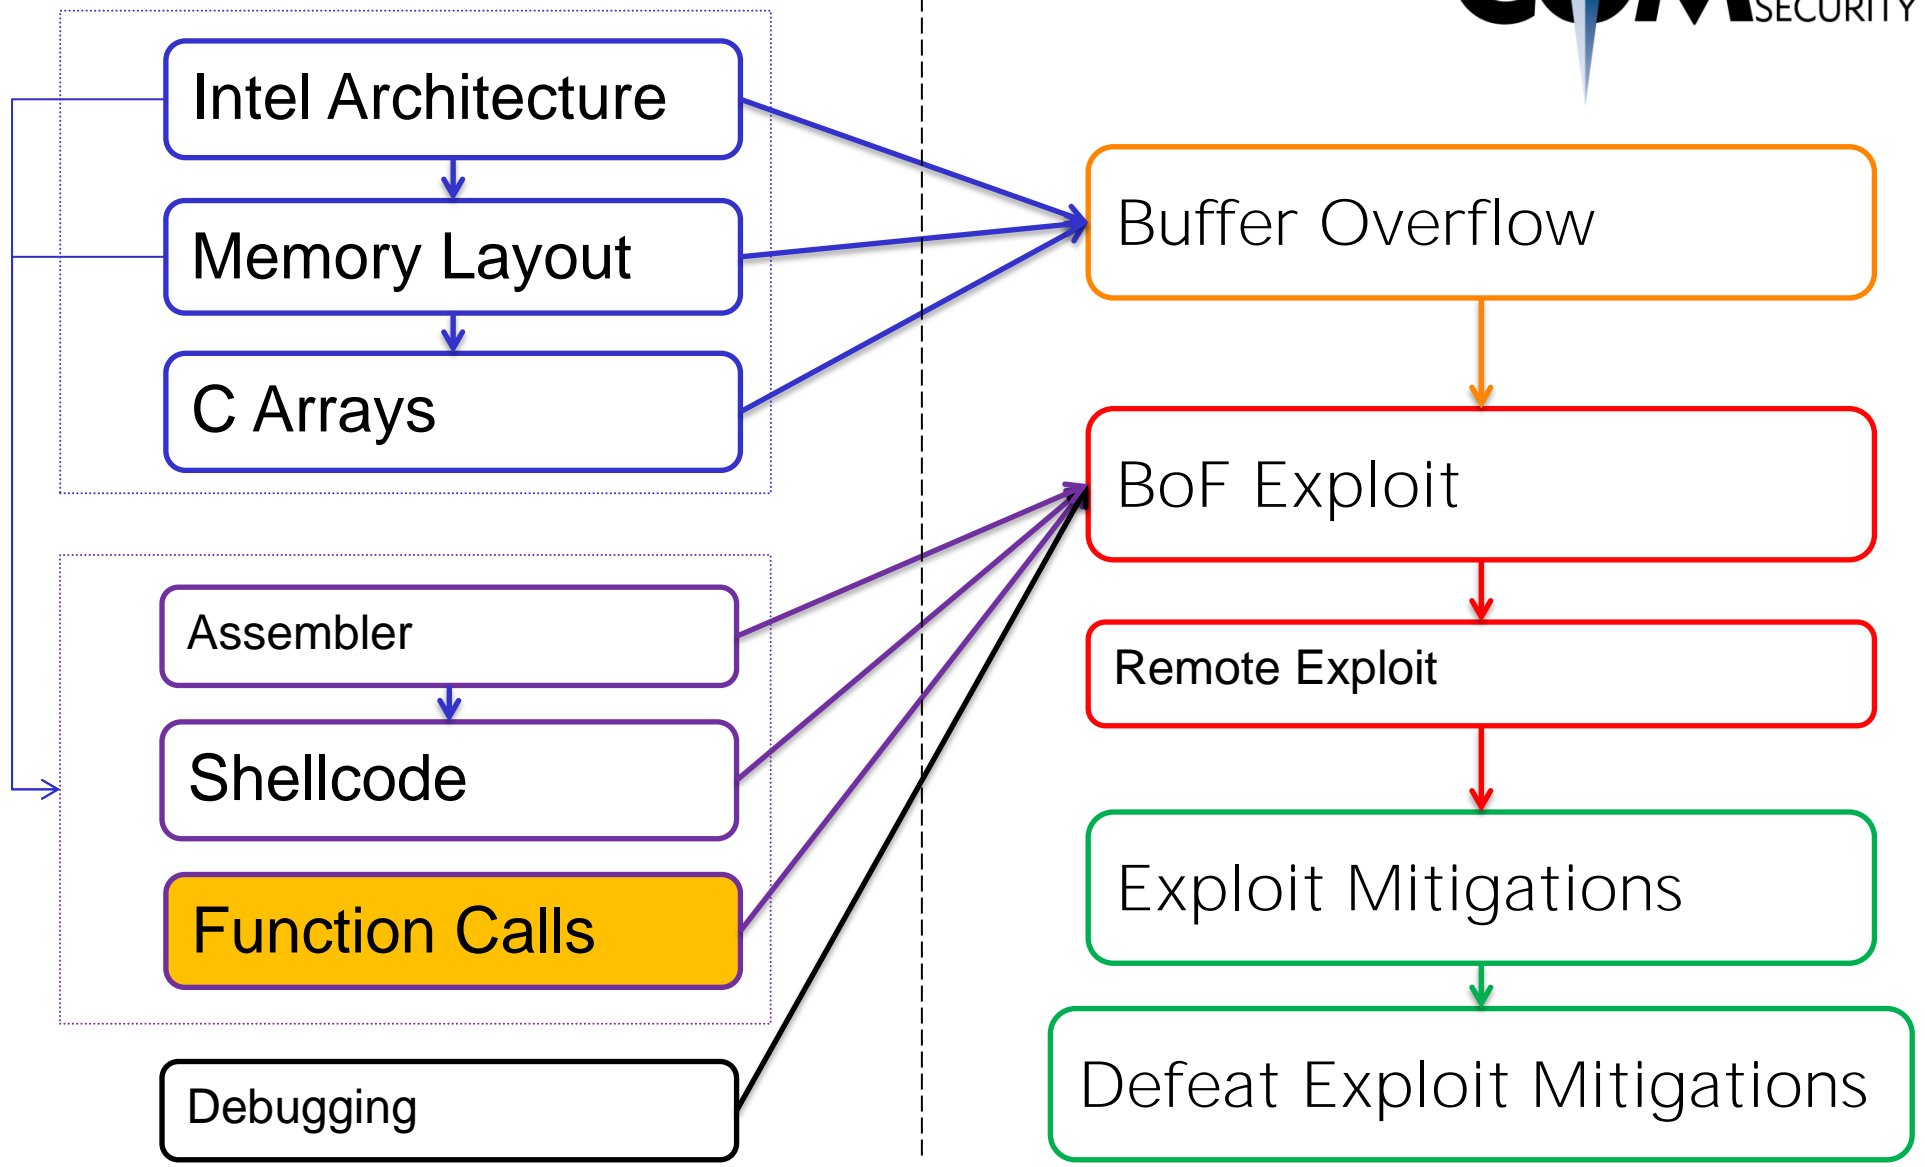 SECURITY
Intel Architecture
Memory Layout
C Arrays
Assembler
Shellcode
Function Calls
Debugging
Buffer Overflow
BoF Exploit
Remote Exploit
Exploit Mitigations
Defeat Exploit Mitigations